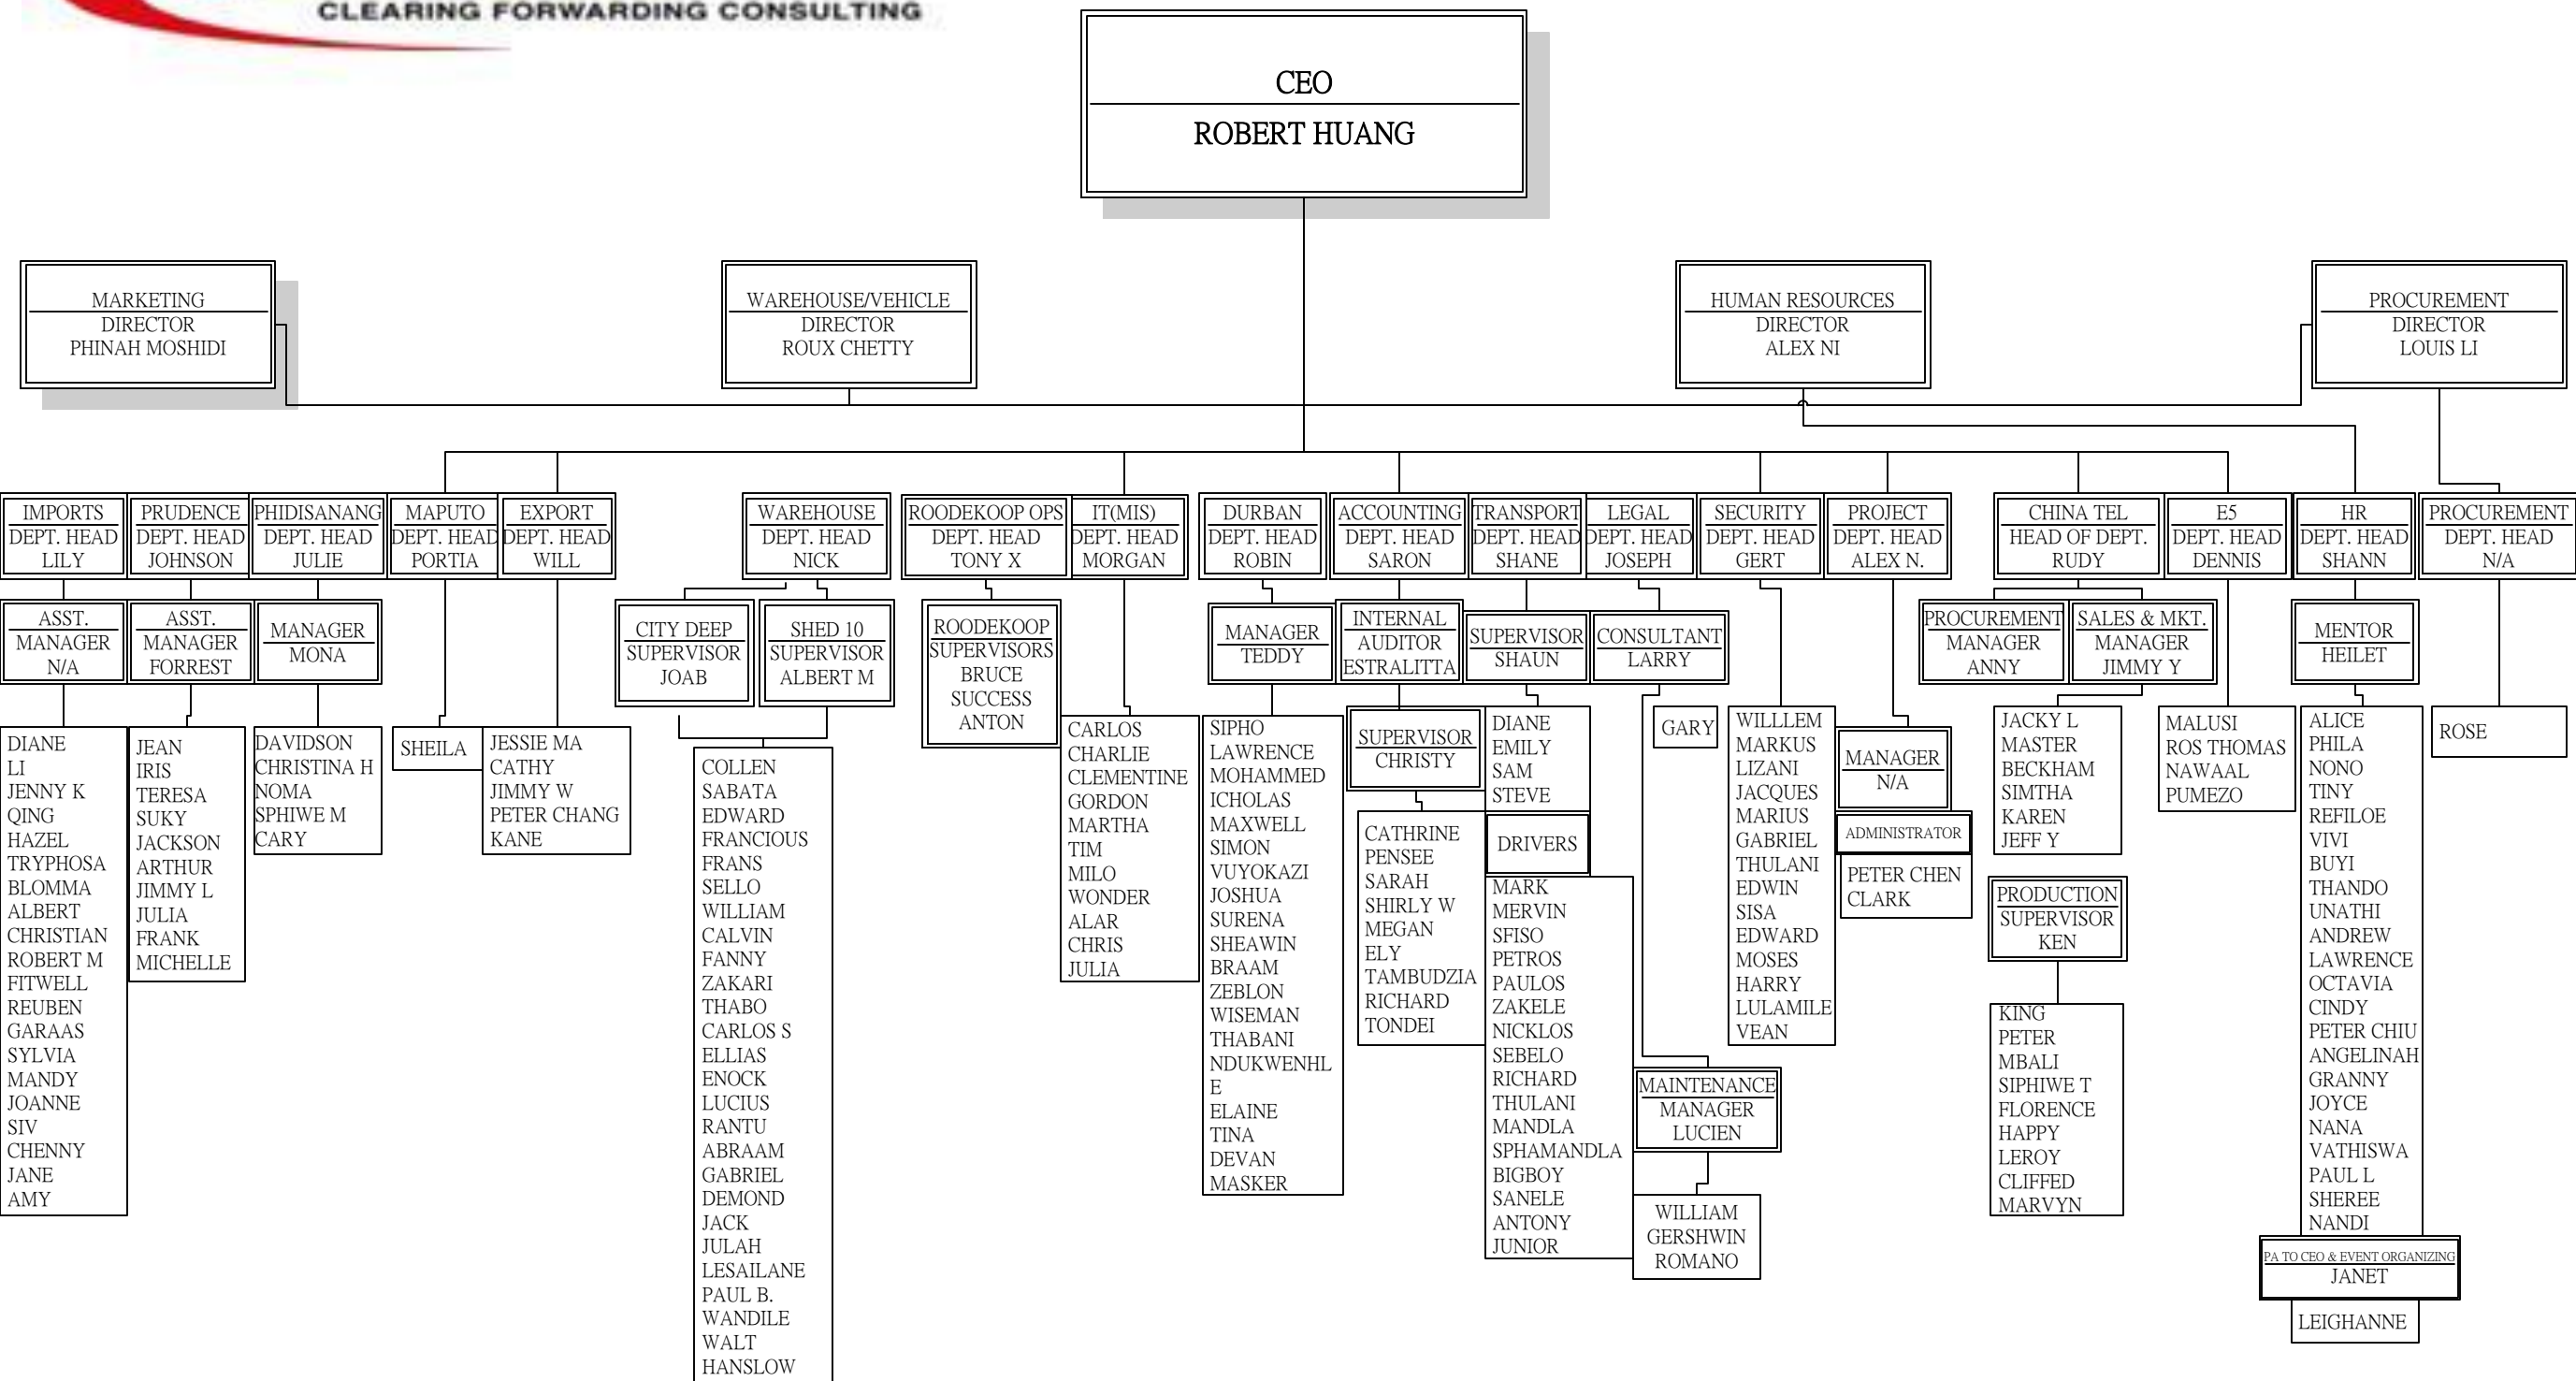 CLEARING FORWARDING CONSULTING
CEO
ROBERT HUANG
MARKETING
DIRECTOR
PHINAH MOSHIDI
WAREHOUSE/VEHICLE
DIRECTOR
ROUX CHETTY
HUMAN RESOURCES
DIRECTOR
ALEX NI
PROCUREMENT
DIRECTOR
LOUIS LI
IMPORTS
DEPT. HEAD
LILY
PRUDENCE
DEPT. HEAD
JOHNSON
PHIDISANANG
DEPT. HEAD
JULIE
MAPUTO
DEPT. HEAD
PORTIA
EXPORT
DEPT. HEAD
WILL
WAREHOUSE
DEPT. HEAD
NICK
ROODEKOOP OPS
DEPT. HEAD
TONY X
IT(MIS)
DEPT. HEAD
MORGAN
DURBAN
DEPT. HEAD
ROBIN
ACCOUNTING
DEPT. HEAD
SARON
TRANSPORT
DEPT. HEAD
SHANE
LEGAL
DEPT. HEAD
JOSEPH
SECURITY
DEPT. HEAD
GERT
PROJECT
DEPT. HEAD
ALEX N.
CHINA TEL
HEAD OF DEPT.
RUDY
E5
DEPT. HEAD
DENNIS
HR
DEPT. HEAD
SHANN
PROCUREMENT
DEPT. HEAD
N/A
ASST.
MANAGER
N/A
ASST.
MANAGER
FORREST
MANAGER
MONA
CITY DEEP
SUPERVISOR
JOAB
SHED 10
SUPERVISOR
ALBERT M
ROODEKOOP
SUPERVISORS
BRUCE
SUCCESS
ANTON
MANAGER
TEDDY
INTERNAL
AUDITOR
ESTRALITTA
SUPERVISOR
SHAUN
CONSULTANT
LARRY
PROCUREMENT
MANAGER
ANNY
SALES & MKT.
MANAGER
JIMMY Y
MENTOR
HEILET
DIANE
LI
JENNY K
QING
HAZEL
TRYPHOSA
BLOMMA
ALBERT
CHRISTIAN
ROBERT M
FITWELL
REUBEN
GARAAS
SYLVIA
MANDY
JOANNE
SIV
CHENNY
JANE
AMY
JEAN
IRIS
TERESA
SUKY
JACKSON
ARTHUR
JIMMY L
JULIA
FRANK
MICHELLE
DAVIDSON
CHRISTINA H
NOMA
SPHIWE M
CARY
SHEILA
JESSIE MA
CATHY
JIMMY W
PETER CHANG
KANE
COLLEN
SABATA
EDWARD
FRANCIOUS
FRANS
SELLO
WILLIAM
CALVIN
FANNY
ZAKARI
THABO
CARLOS S
ELLIAS
ENOCK
LUCIUS
RANTU
ABRAAM
GABRIEL
DEMOND
JACK
JULAH
LESAILANE
PAUL B.
WANDILE
WALT
HANSLOW
CARLOS
CHARLIE
CLEMENTINE
GORDON
MARTHA
TIM
MILO
WONDER
ALAR
CHRIS
JULIA
SIPHO
LAWRENCE
MOHAMMED
ICHOLAS
MAXWELL
SIMON
VUYOKAZI
JOSHUA
SURENA
SHEAWIN
BRAAM
ZEBLON
WISEMAN
THABANI
NDUKWENHL
E
ELAINE
TINA
DEVAN
MASKER
SUPERVISOR
CHRISTY
CATHRINE
PENSEE
SARAH
SHIRLY W
MEGAN
ELY
TAMBUDZIA
RICHARD
TONDEI
DIANE
EMILY
SAM
STEVE
DRIVERS
MARK
MERVIN
SFISO
PETROS
PAULOS
ZAKELE
NICKLOS
SEBELO
RICHARD
THULANI
MANDLA
SPHAMANDLA
BIGBOY
SANELE
ANTONY
JUNIOR
GARY
MAINTENANCE
MANAGER
LUCIEN
WILLIAM
GERSHWIN
ROMANO
WILLLEM
MARKUS
LIZANI
JACQUES
MARIUS
GABRIEL
THULANI
EDWIN
SISA
EDWARD
MOSES
HARRY
LULAMILE
VEAN
MANAGER
N/A
ADMINISTRATOR
PETER CHEN
CLARK
JACKY L
MASTER
BECKHAM
SIMTHA
KAREN
JEFF Y
PRODUCTION
SUPERVISOR
KEN
KING
PETER
MBALI
SIPHIWE T
FLORENCE
HAPPY
LEROY
CLIFFED
MARVYN
MALUSI
ROS THOMAS
NAWAAL
PUMEZO
ALICE
PHILA
NONO
TINY
REFILOE
VIVI
BUYI
THANDO
UNATHI
ANDREW
LAWRENCE
OCTAVIA
CINDY
PETER CHIU
ANGELINAH
GRANNY
JOYCE
NANA
VATHISWA
PAUL L
SHEREE
NANDI
PA TO CEO & EVENT ORGANIZING
JANET
LEIGHANNE
ROSE